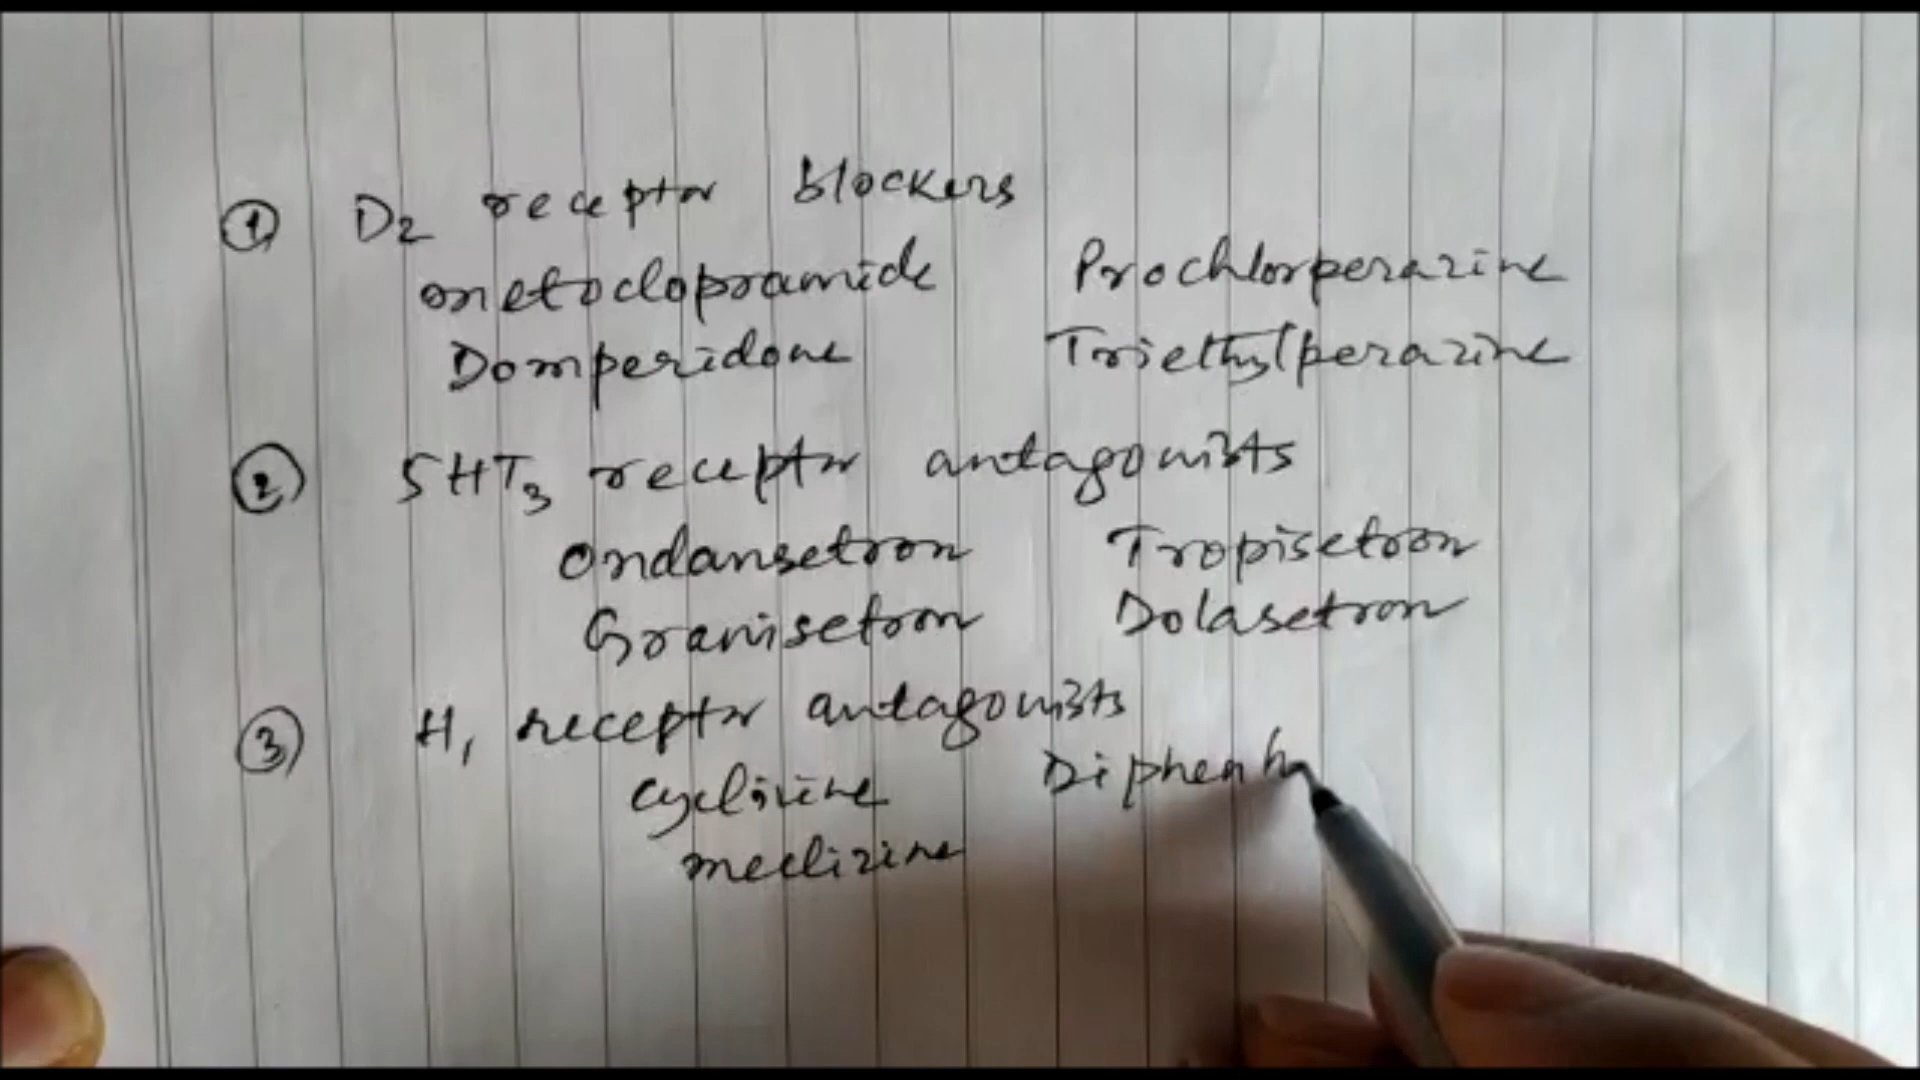 ① D2 receptor blockers
metoclopramide Prochlorperazine
Domperidone Triethylperazine
② 5HT3 receptor antagonists
Ondansetron Tropisetron
Granisetron Dolasetron
③ H1 receptor antagonists
cyclizine Diphenh
meclizine